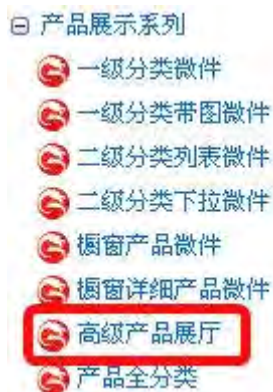 产品展示系列
一级分类微件
一级分类带图微件
二级分类列表微件
二级分类下拉微件
橱窗产品微件
橱窗详细产品微件
高级产品展厅
产品全分类